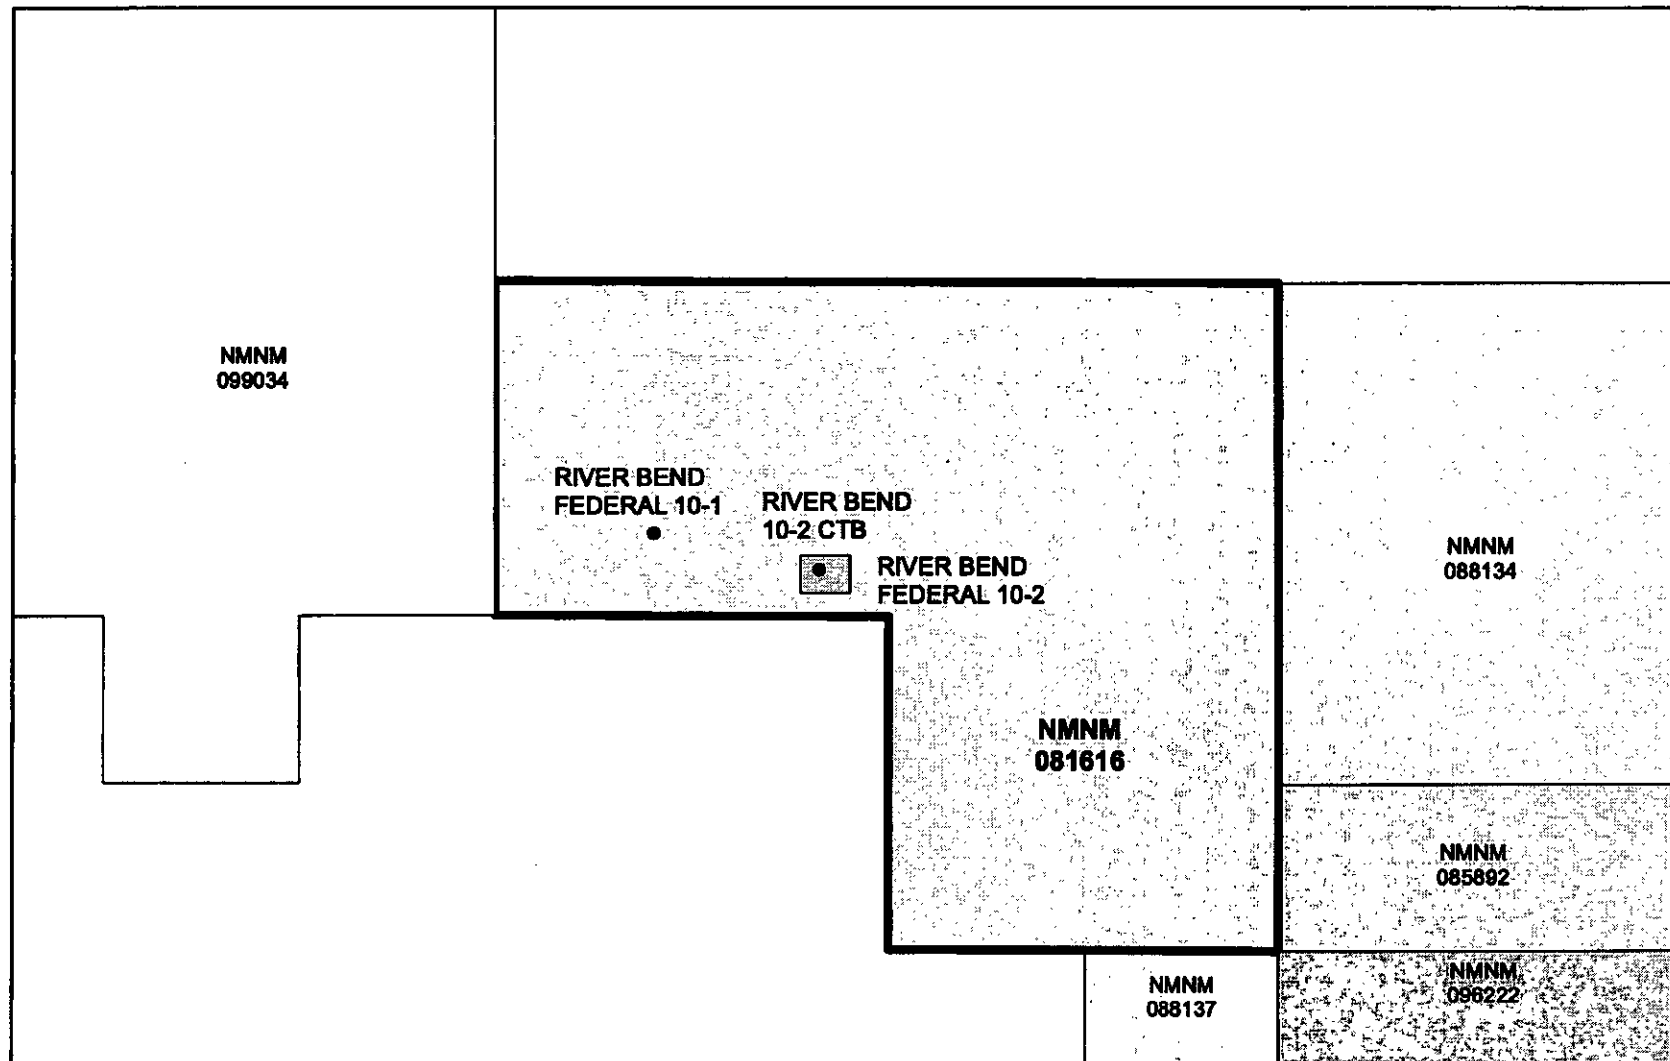 NMNM
099034
RIVER BEND
FEDERAL 10-1
RIVER BEND
10-2 CTB
RIVER BEND
FEDERAL 10-2
NMNM
088134
NMNM
081616
NMNM
085892
NMNM
096222
NMNM
088137